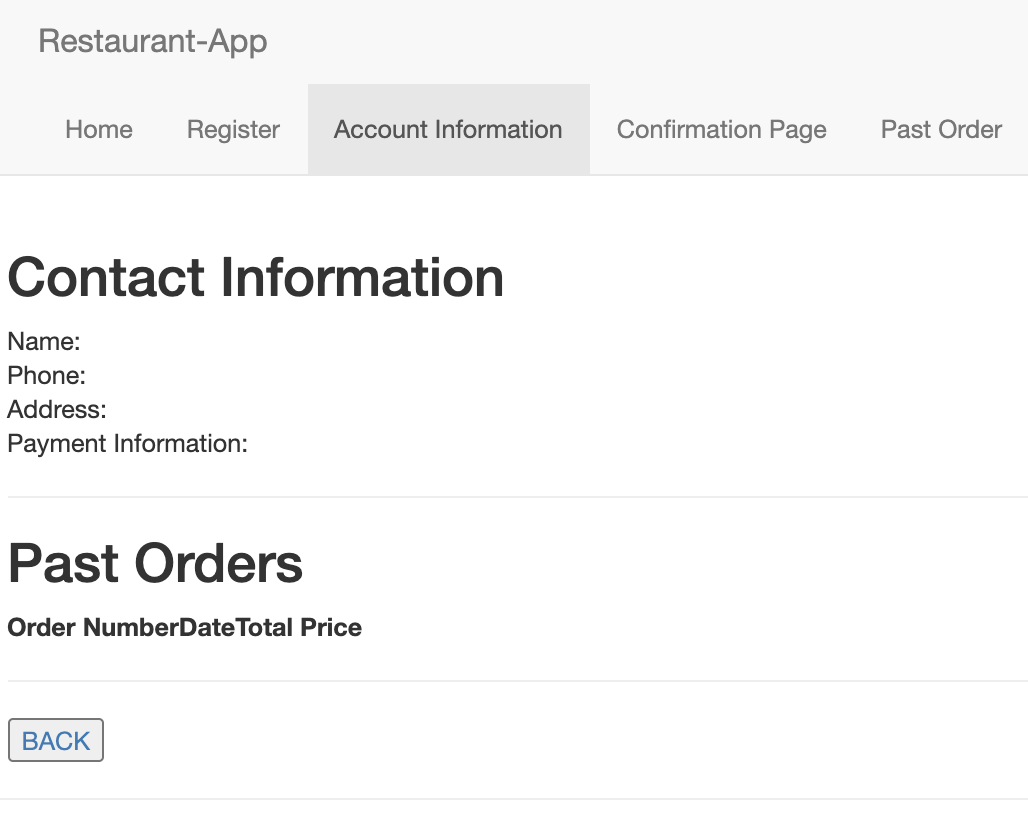 Restaurant-App
Home Register Account Information Confirmation Page Past Order
Contact Information
Name:
Phone:
Address:
Payment Information:
Past Orders
Order NumberDateTotal Price
BACK